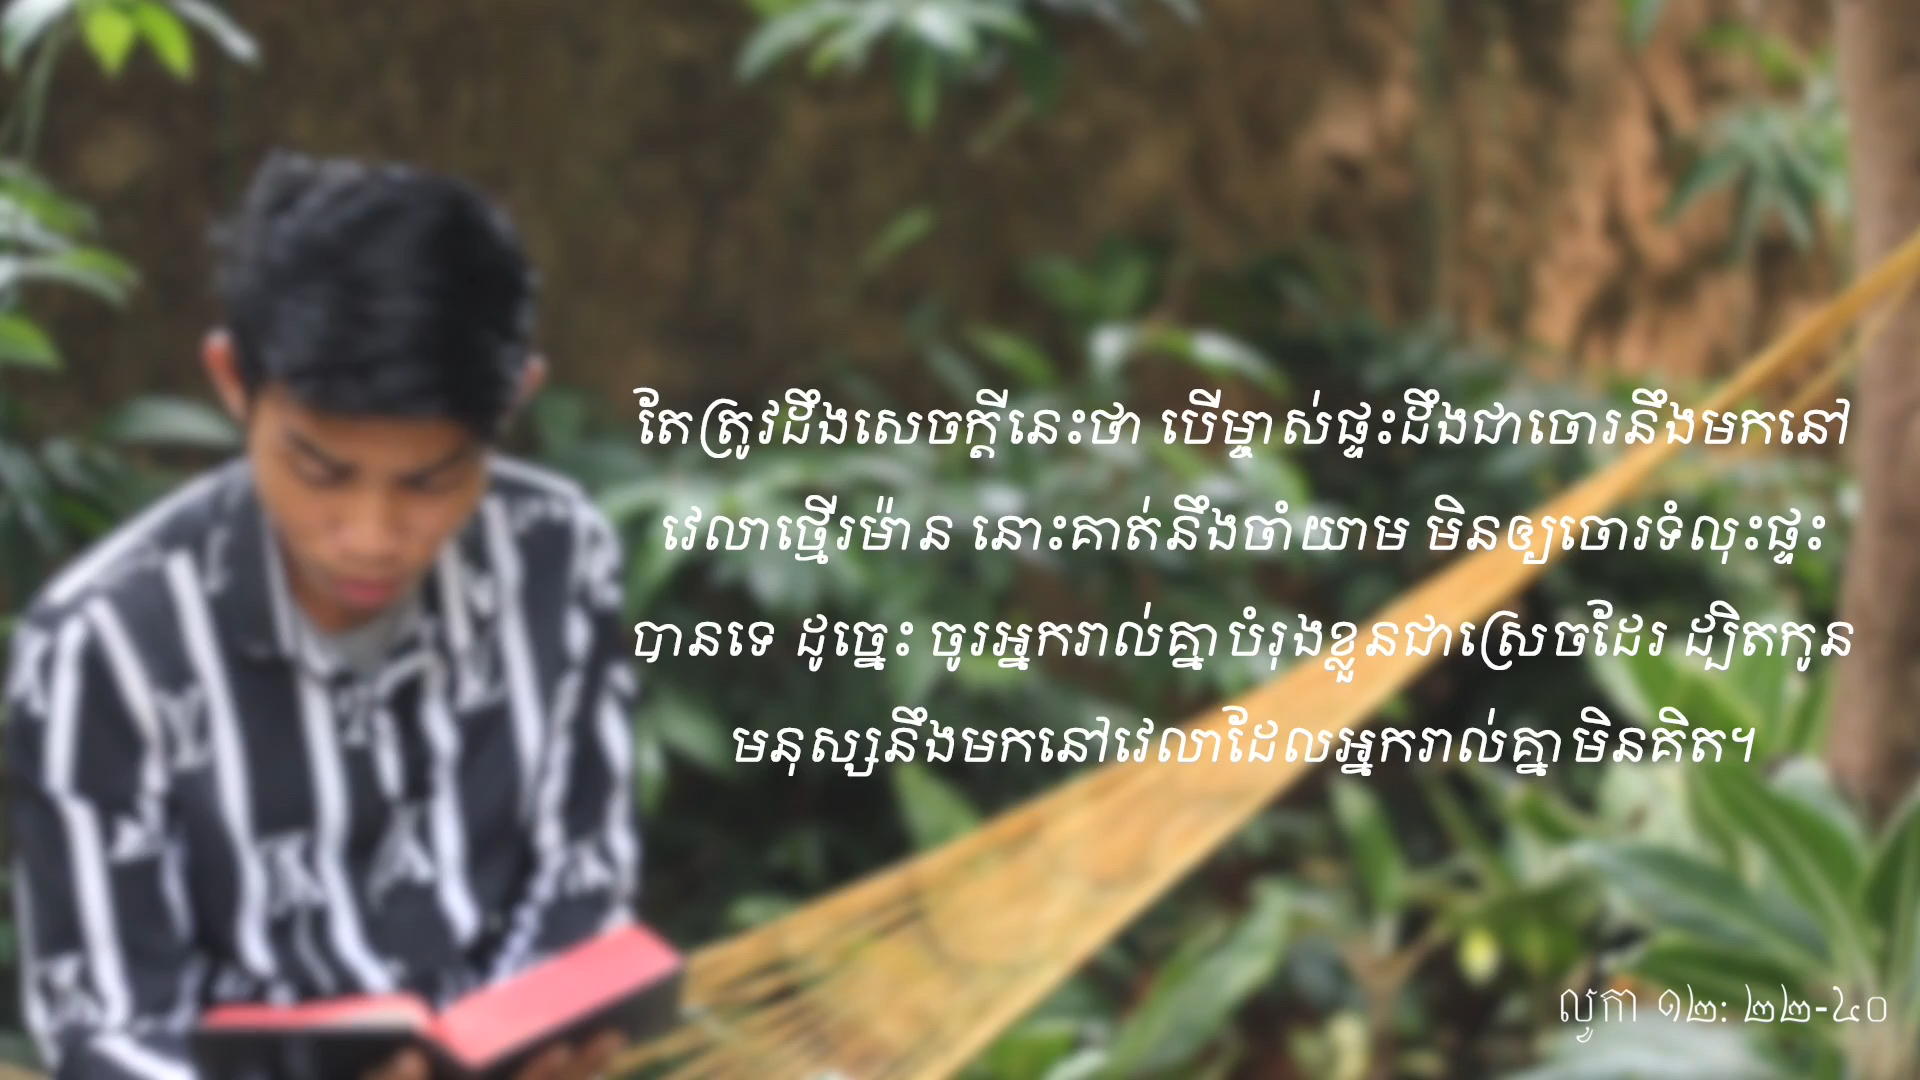 តែត្រូវដឹងសេចក្តីនេះថា បើម្ចាស់ផ្ទះដឹងជាចោរនឹងមកនៅ
វេលាថ្មើរម៉ាន នោះគាត់នឹងចាំយាម មិនឲ្យចោរទំលុះផ្ទះ
បានទេ ដូច្នេះ ចូរអ្នករាល់គ្នាបំរុងខ្លួនជាស្រេចដែរ ដ្បិតកូន
មនុស្សនឹងមកនៅវេលាដែលអ្នករាល់គ្នាមិនគិត។
លូកា ១២: ២២-៤០